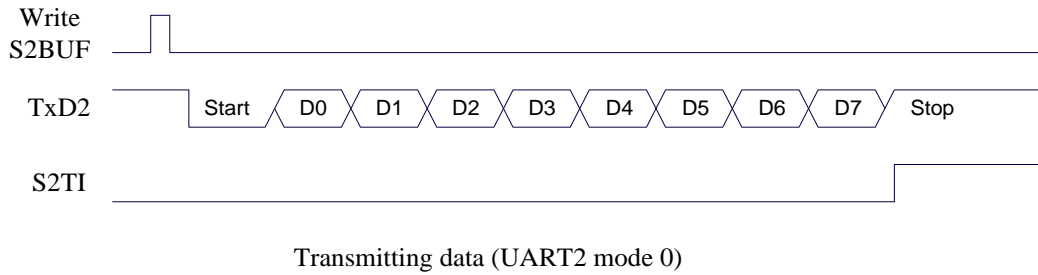 Write
S2BUF
TxD2 Start D0 D1 D2 D3 D4 D5 D6 D7 Stop
S2TI
Transmitting data (UART2 mode 0)